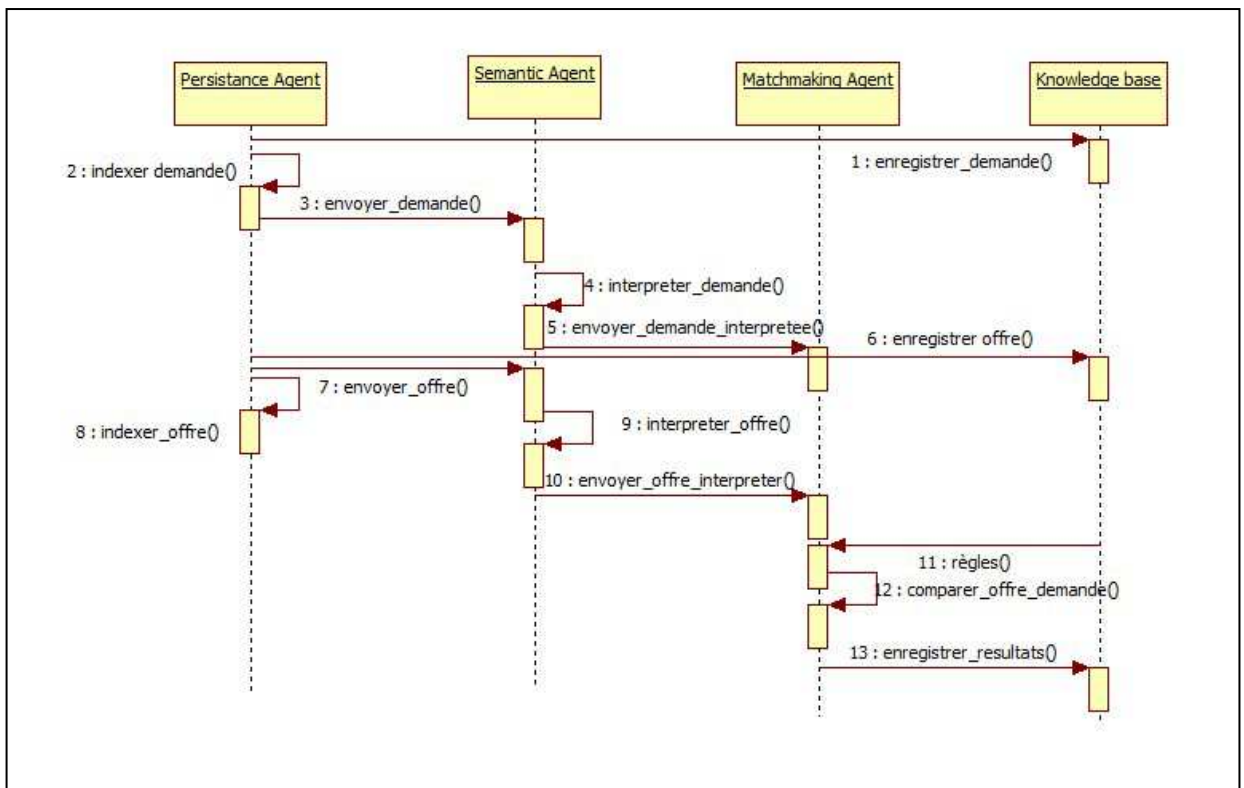 Persistance Agent
Semantic Agent
Matchmaking Agent
Knowledge base
1 : enregistrer_demande()
2 : indexer demande()
3 : envoyer_demande()
4 : interpreter_demande()
5 : envoyer_demande_interpretee()
6 : enregistrer offre()
7 : envoyer_offre()
8 : indexer_offre()
9 : interpreter_offre()
10 : envoyer_offre_interpreter()
11 : règles()
12 : comparer_offre_demande()
13 : enregistrer_resultats()